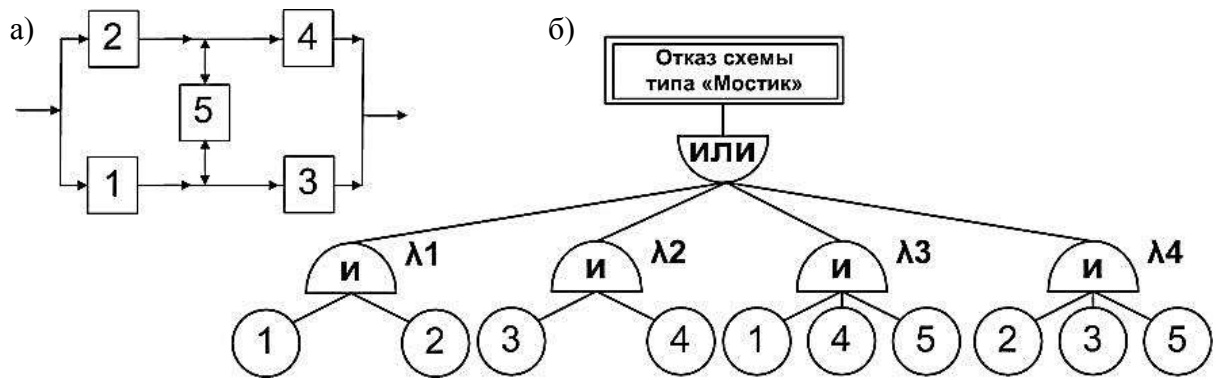 а)
2
4
5
1
3
б)
Отказ схемы
типа «Мостик»
ИЛИ
И λ1
И λ2
И λ3
И λ4
1 2 3 4 1 4 5 2 3 5